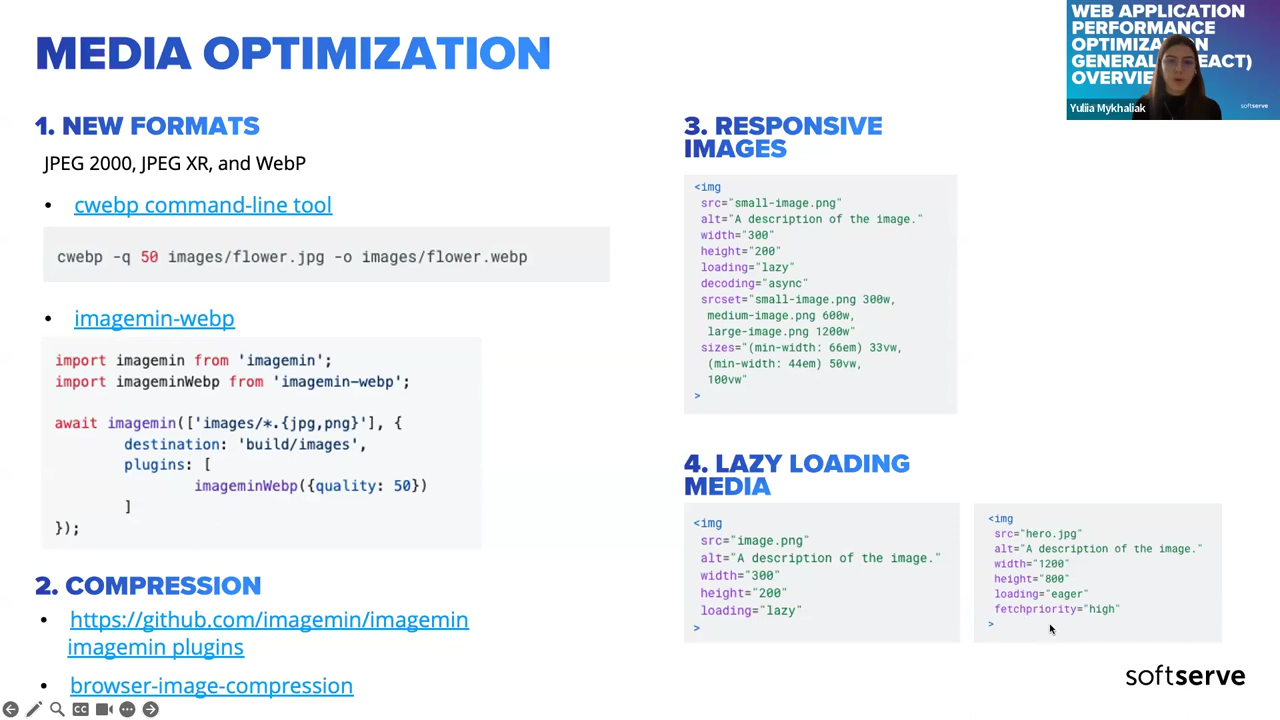 MEDIA OPTIMIZATION
1. NEW FORMATS
JPEG 2000, JPEG XR, and WebP
• cwebp command-line tool
cwebp -q 50 images/flower.jpg -o images/flower.webp
• imagemin-webp
import imagemin from 'imagemin';
import imageminWebp from 'imagemin-webp';
await imagemin(['images/*.{jpg,png}'], {
destination: 'build/images',
plugins: [
imageminWebp({quality: 50})
]
});
2. COMPRESSION
• https://github.com/imagemin/imagemin
imagemin plugins
• browser-image-compression
3. RESPONSIVE
IMAGES
<img
src="small-image.png"
alt="A description of the image."
width="300"
height="200"
loading="lazy"
decoding="async"
srcset="small-image.png 300w,
medium-image.png 600w,
large-image.png 1200w"
sizes="(min-width: 66em) 33vw,
(min-width: 44em) 50vw,
100vw"
>
4. LAZY LOADING
MEDIA
<img
src="image.png"
alt="A description of the image."
width="300"
height="200"
loading="lazy"
>
<img
src="hero.jpg"
alt="A description of the image."
width="1200"
height="800"
loading="eager"
fetchpriority="high"
>
softserve
WEB APPLICATION
PERFORMANCE
GENERAL
Yuliia Mykhaliak
softserve
CC